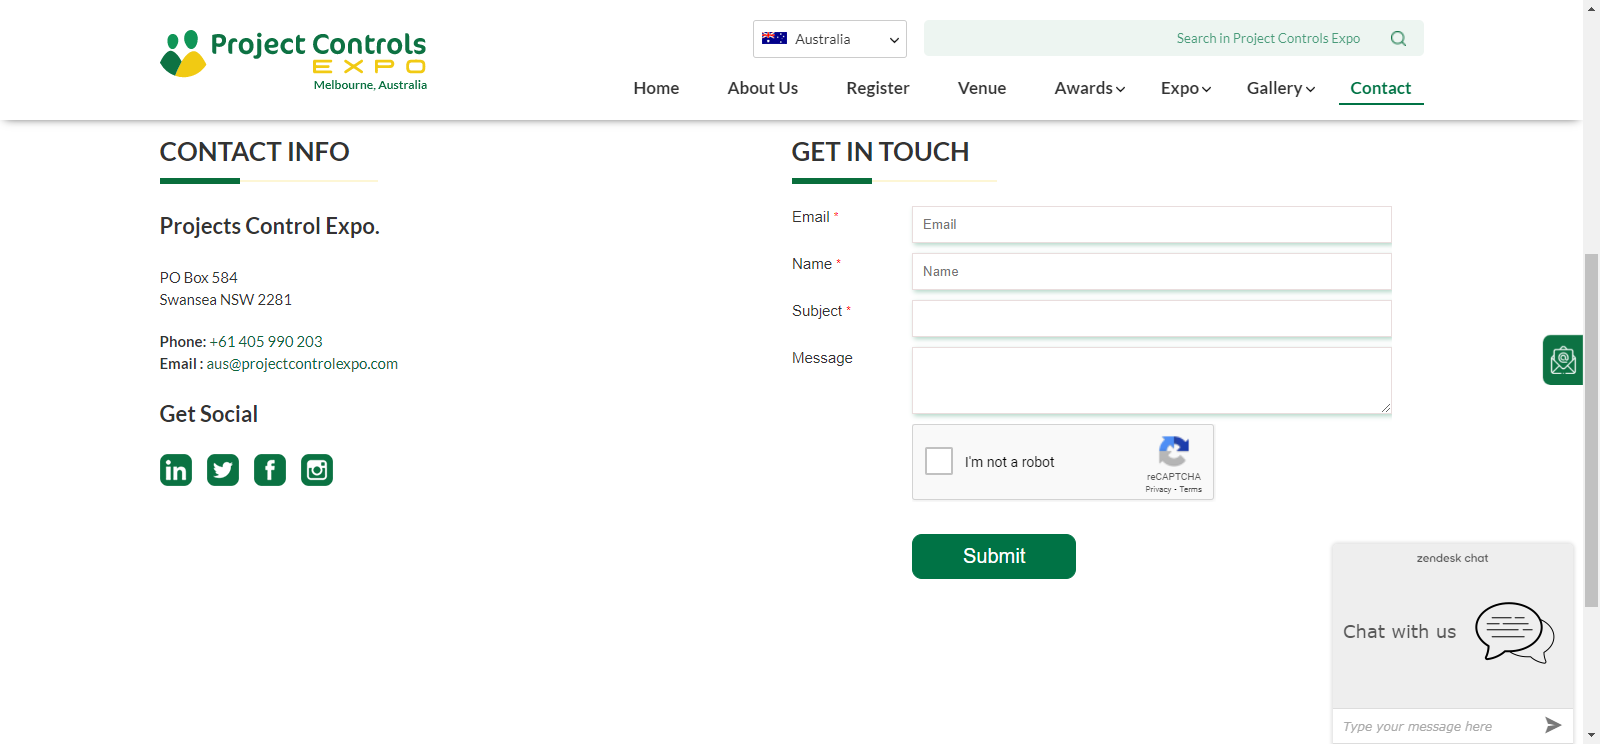 Project Controls
EXPO
Melbourne, Australia
Australia
Search in Project Controls Expo
Home
About Us
Register
Venue
Awards
Expo
Gallery
Contact
CONTACT INFO
Projects Control Expo.
PO Box 584
Swansea NSW 2281
Phone: +61 405 990 203
Email : aus@projectcontrolexpo.com
Get Social
GET IN TOUCH
Email *
Email
Name *
Name
Subject *
Message
I'm not a robot
reCAPTCHA
Privacy - Terms
Submit
zendesk chat
Chat with us
Type your message here